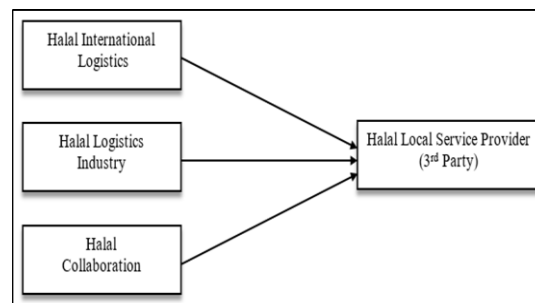 Halal International
Logistics
Halal Logistics
Industry
Halal
Collaboration
Halal Local Service Provider
(3rd Party)